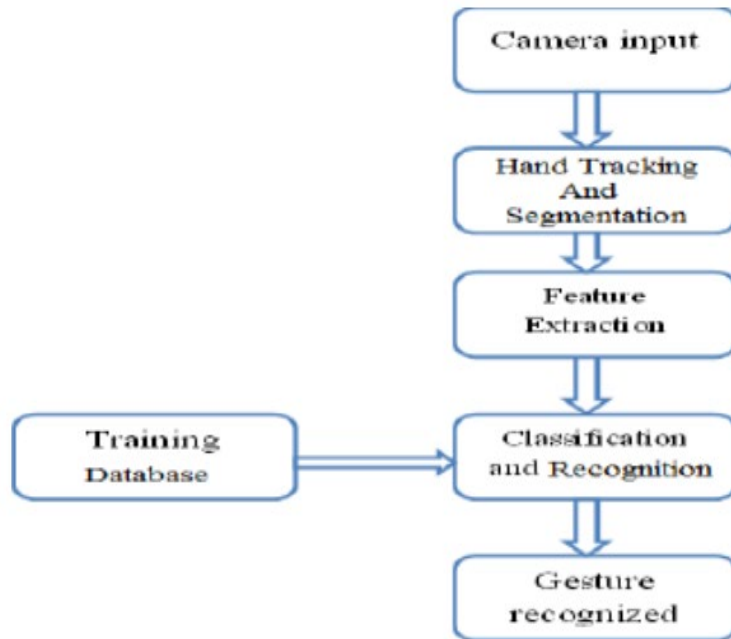 Camera input
Hand Tracking
And
Segmentation
Feature
Extraction
Training
Database
Classification
and Recognition
Gesture
recognized